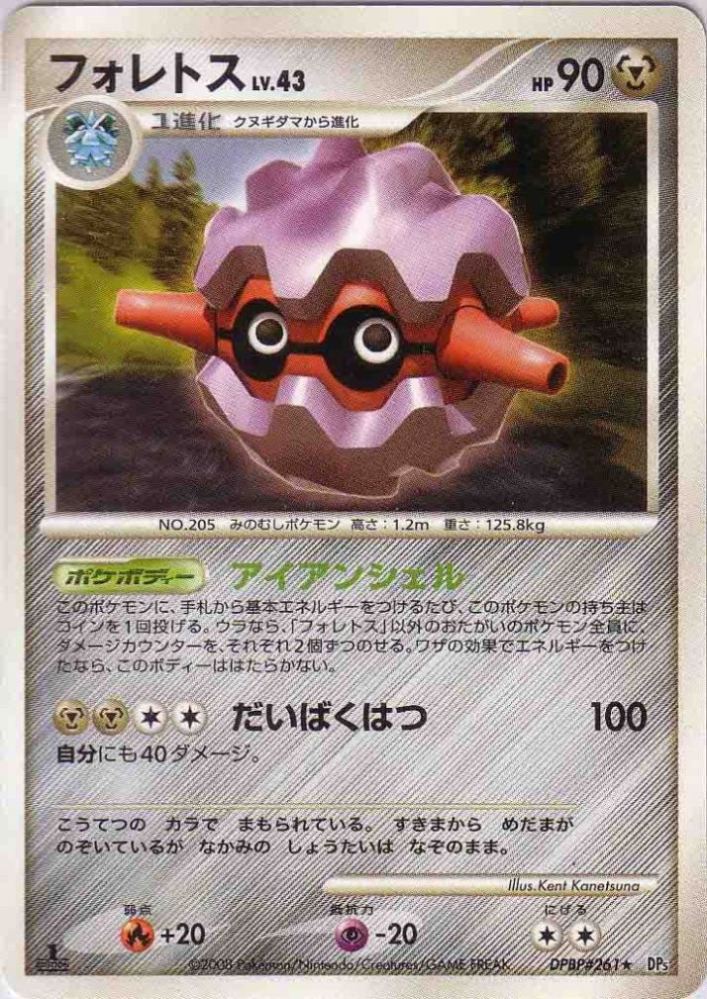 フォレトス LV.43 HP 90
1進化 クヌギダマから進化
NO.205 みのむしポケモン 高さ：1.2m 重さ：125.8kg
ポケボディー アイアンシェル
このポケモンに、手札から基本エネルギーをつけるたび、このポケモンの持ち主は
コインを1回投げる。ウラなら、「フォレトス」以外のおたがいのポケモン全員に、
ダメージカウンターを、それぞれ2個ずつのせる。ワザの効果でエネルギーをつけ
たなら、このボディーははたらかない。
だいばくはつ 100
自分にも40ダメージ。
こうてつの カラで まもられている。 すきまから めだまが
のぞいているが なかみの しょうたいは なぞのまま。
Illus.Kent Kanetsuna
弱点 抵抗力 にげる
+20 -20
1 ©2008 Pokémon/Nintendo/Creatures/GAME FREAK. DPBP#261★ DPs